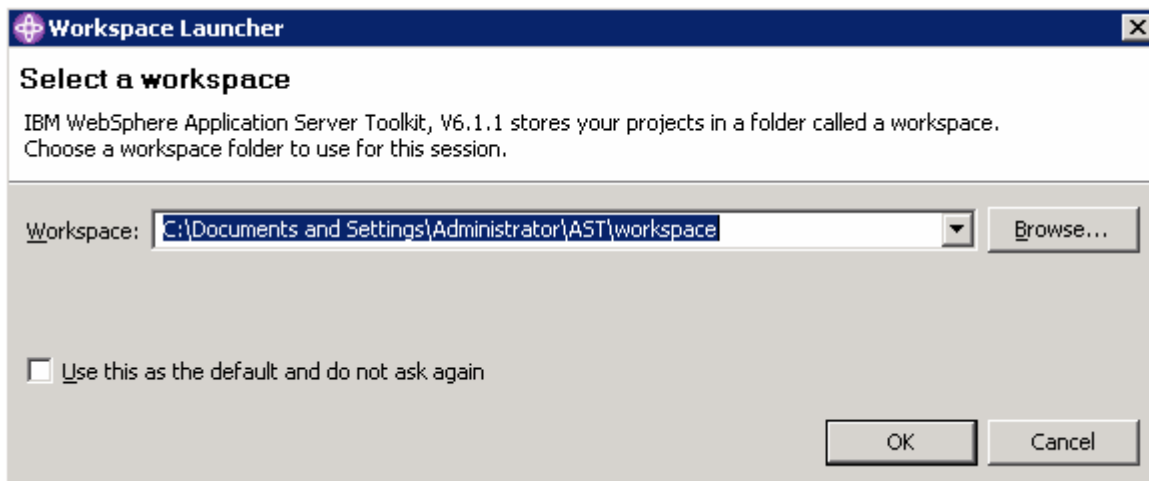 Workspace Launcher
Select a workspace
IBM WebSphere Application Server Toolkit, V6.1.1 stores your projects in a folder called a workspace.
Choose a workspace folder to use for this session.
Workspace: C:\Documents and Settings\Administrator\AST\workspace Browse...
Use this as the default and do not ask again
OK Cancel